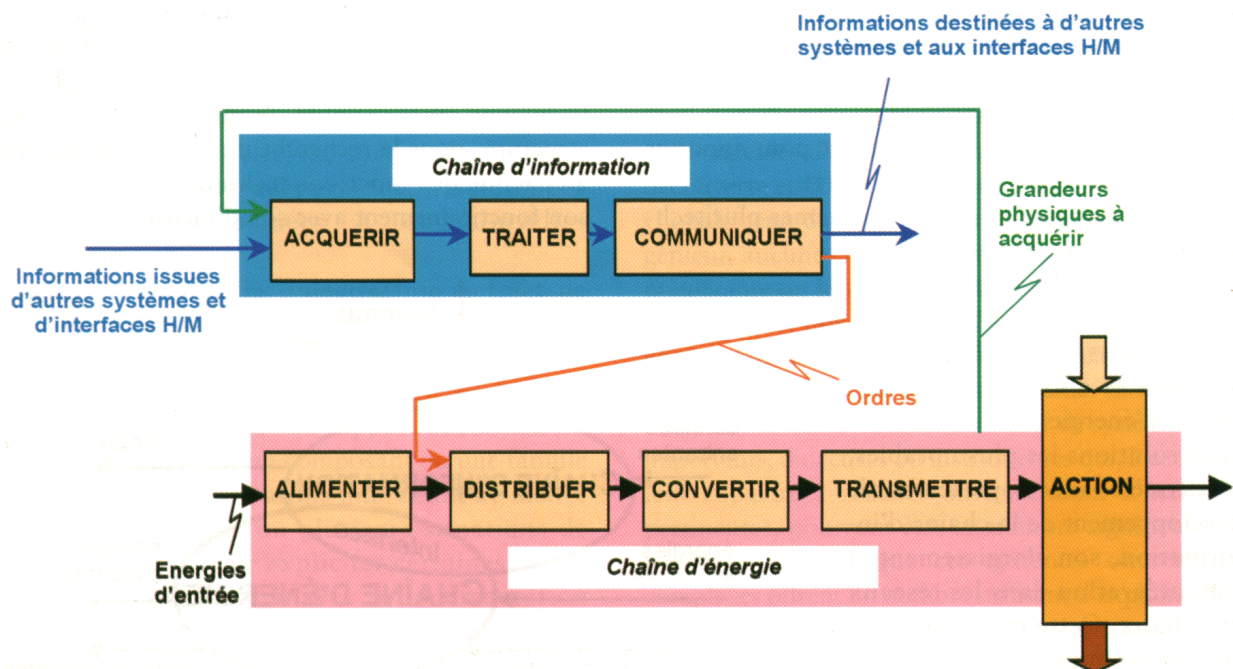 Informations destinées à d'autres
systèmes et aux interfaces H/M
Chaîne d'information
ACQUERIR
TRAITER
COMMUNIQUER
Grandeurs
physiques à
acquérir
Informations issues
d'autres systèmes et
d'interfaces H/M
Ordres
ALIMENTER
DISTRIBUER
CONVERTIR
TRANSMETTRE
ACTION
Chaîne d'énergie
Energies
d'entrée